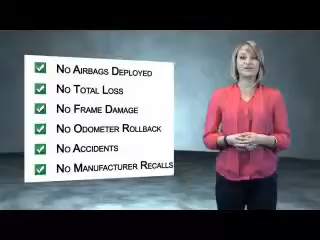 No Airbags Deployed
No Total Loss
No Frame Damage
No Odometer Rollback
No Accidents
No Manufacturer Recalls